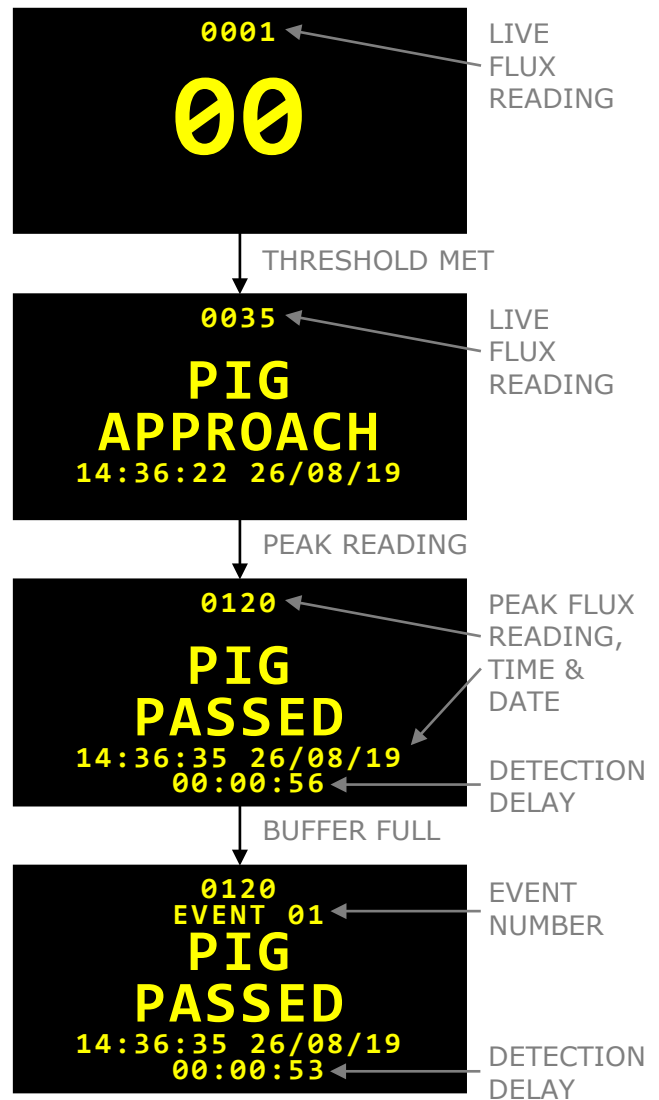 0001
LIVE
FLUX
READING
00
THRESHOLD MET
0035
LIVE
FLUX
READING
PIG
APPROACH
14:36:22 26/08/19
PEAK READING
0120
PEAK FLUX
READING,
TIME &
DATE
PIG
PASSED
14:36:35 26/08/19
00:00:56
DETECTION
DELAY
BUFFER FULL
0120
EVENT 01
EVENT
NUMBER
PIG
PASSED
14:36:35 26/08/19
00:00:53
DETECTION
DELAY